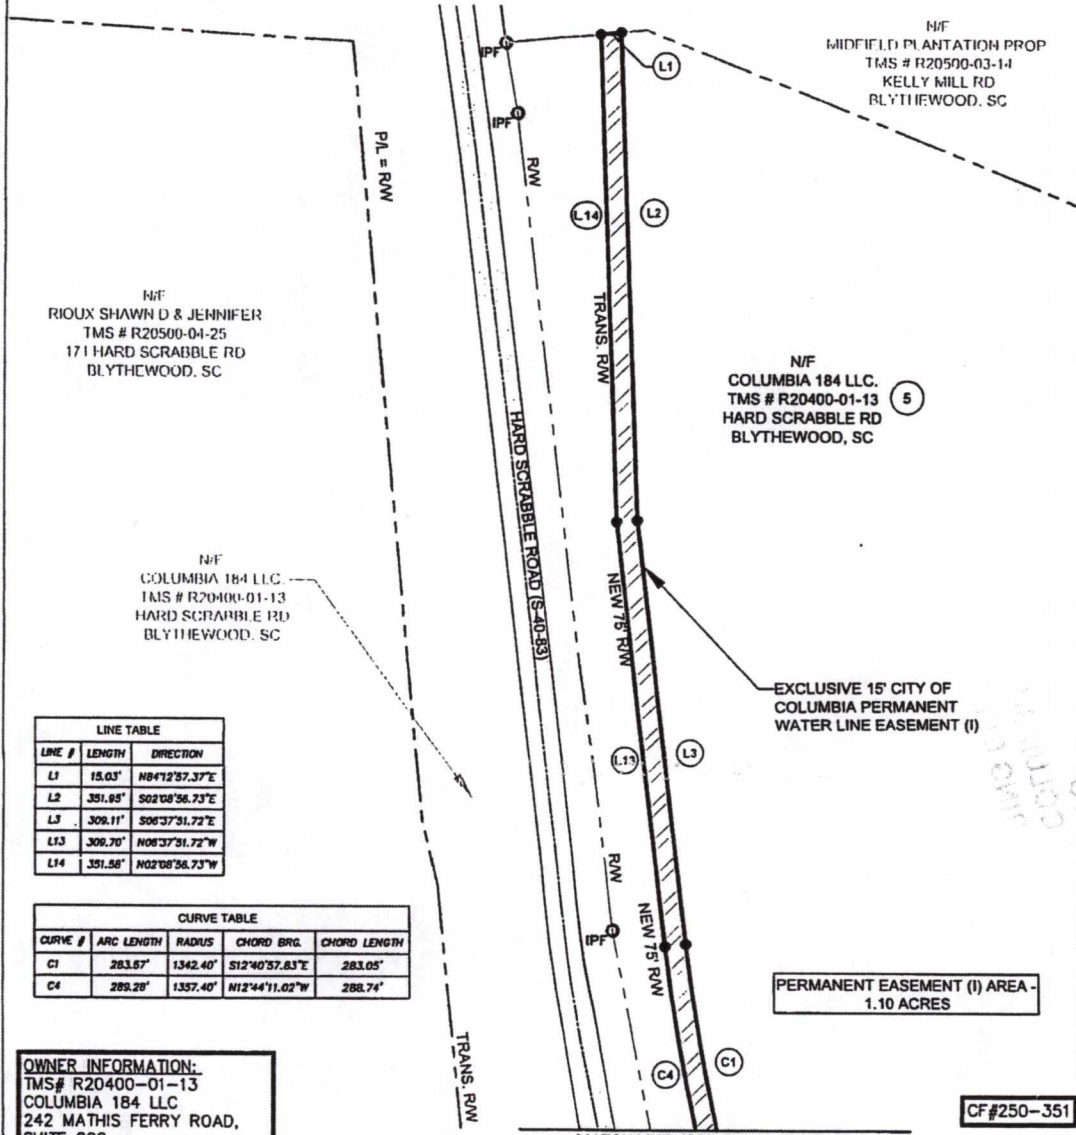 N/F
MIDFIELD PLANTATION PROP
TMS # R20500-03-14
KELLY MILL RD
BLYTHEWOOD, SC
IPF
L1
IPF
P/L = R/W
R/W
L14
L2
TRANS. R/W
N/F
RIOUX SHAWN D & JENNIFER
TMS # R20500-04-25
171 HARD SCRABBLE RD
BLYTHEWOOD, SC
N/F
COLUMBIA 184 LLC.
TMS # R20400-01-13
HARD SCRABBLE RD
BLYTHEWOOD, SC
5
HARD SCRABBLE ROAD (S-40-83)
N/F
COLUMBIA 184 LLC.
TMS # R20400-01-13
HARD SCRABBLE RD
BLYTHEWOOD, SC
NEW 75' R/W
EXCLUSIVE 15' CITY OF
COLUMBIA PERMANENT
WATER LINE EASEMENT (I)
L13
L3
LINE TABLE
LINE # LENGTH DIRECTION
L1 15.03' N84°12'57.37"E
L2 351.95' S02°08'56.73"E
L3 309.11' S06°37'51.72"E
L13 309.70' N06°37'51.72"W
L14 351.58' N02°08'56.73"W
R/W
IPF
NEW 75' R/W
CURVE TABLE
CURVE # ARC LENGTH RADIUS CHORD BRG. CHORD LENGTH
C1 283.57' 1342.40' S12°40'57.83"E 283.05'
C4 289.28' 1357.40' N12°44'11.02"W 288.74'
PERMANENT EASEMENT (I) AREA -
1.10 ACRES
TRANS. R/W
C4
C1
OWNER INFORMATION:
TMS# R20400-01-13
COLUMBIA 184 LLC
242 MATHIS FERRY ROAD,
CF#250-351